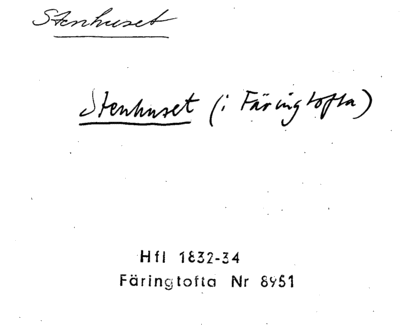 Stenhuset
Stenhuset (i Färingtofta)
Hfl 1832-34
Färingtofta Nr 8951